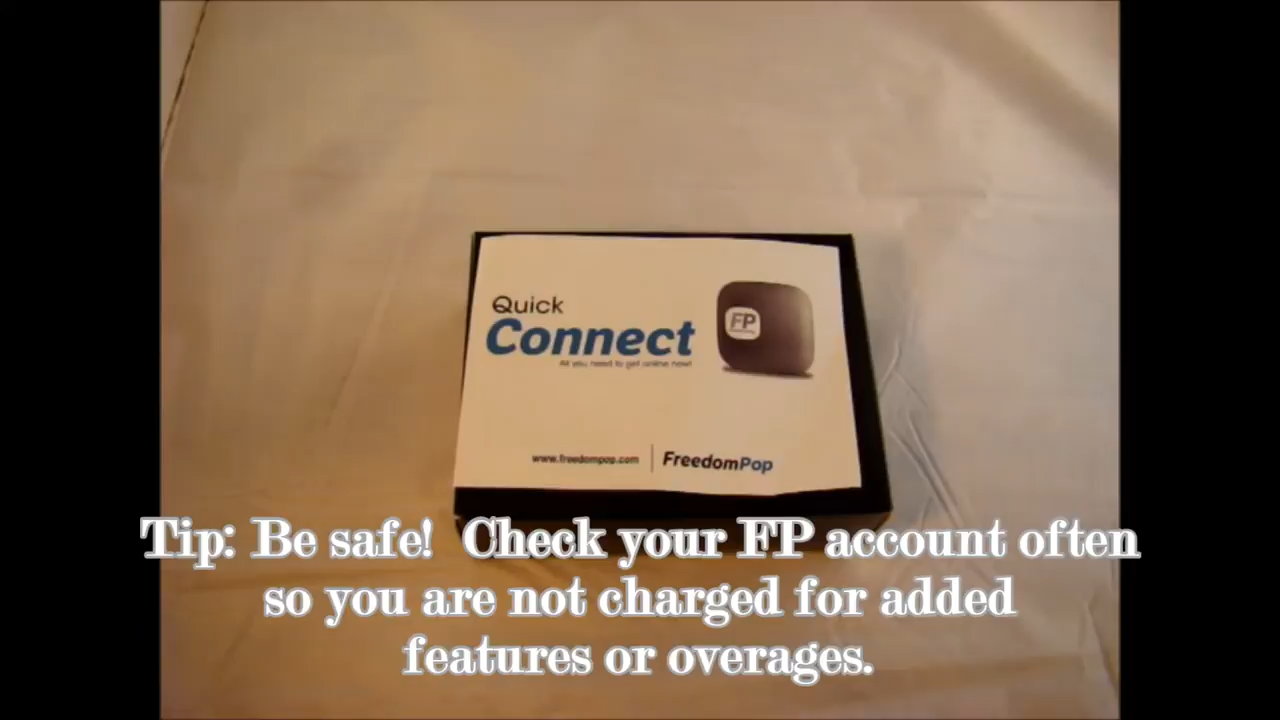 Quick
Connect
All you need to get online now!
FP
www.freedompop.com | FreedomPop
Tip: Be safe!  Check your FP account often
so you are not charged for added
features or overages.